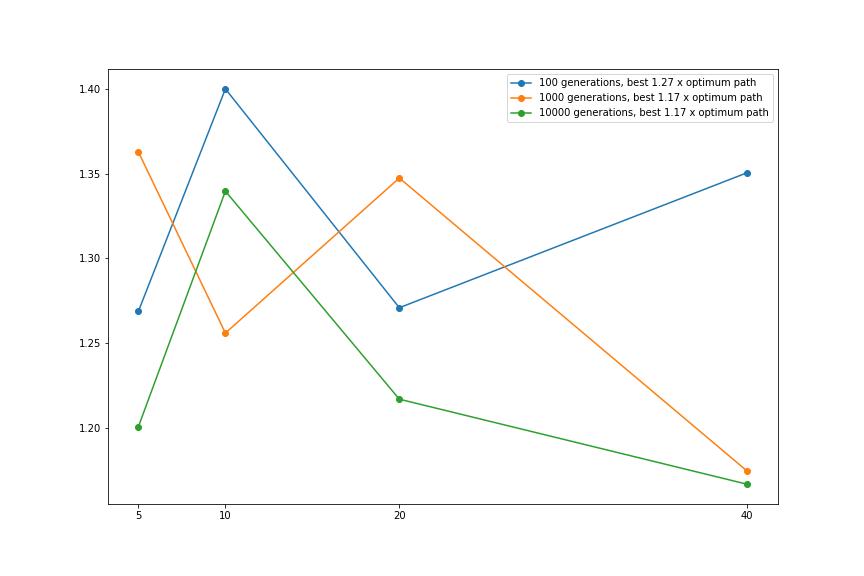 100 generations, best 1.27 x optimum path
1000 generations, best 1.17 x optimum path
10000 generations, best 1.17 x optimum path
1.40
1.35
1.30
1.25
1.20
5 10 20 40